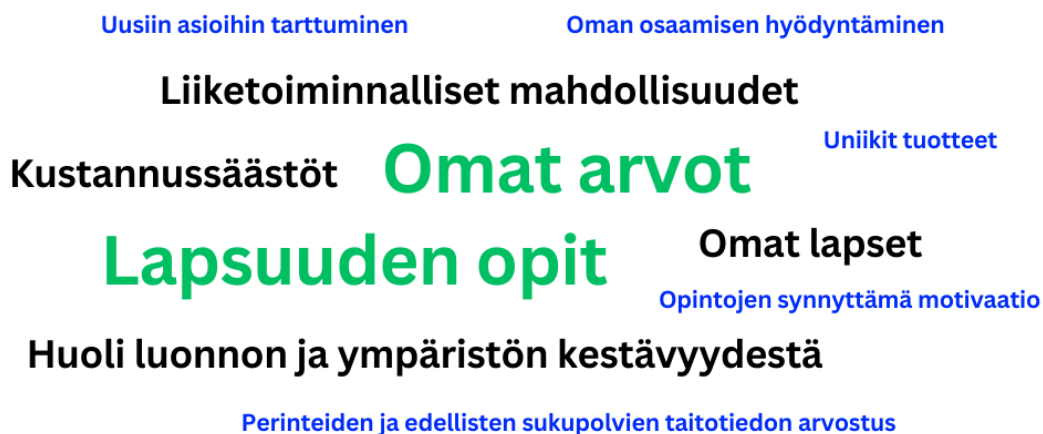 Uusiin asioihin tarttuminen
Oman osaamisen hyödyntäminen
Liiketoiminnalliset mahdollisuudet
Uniikit tuotteet
Kustannussäästöt
Omat arvot
Lapsuuden opit
Omat lapset
Opintojen synnyttämä motivaatio
Huoli luonnon ja ympäristön kestävyydestä
Perinteiden ja edellisten sukupolvien taitotiedon arvostus